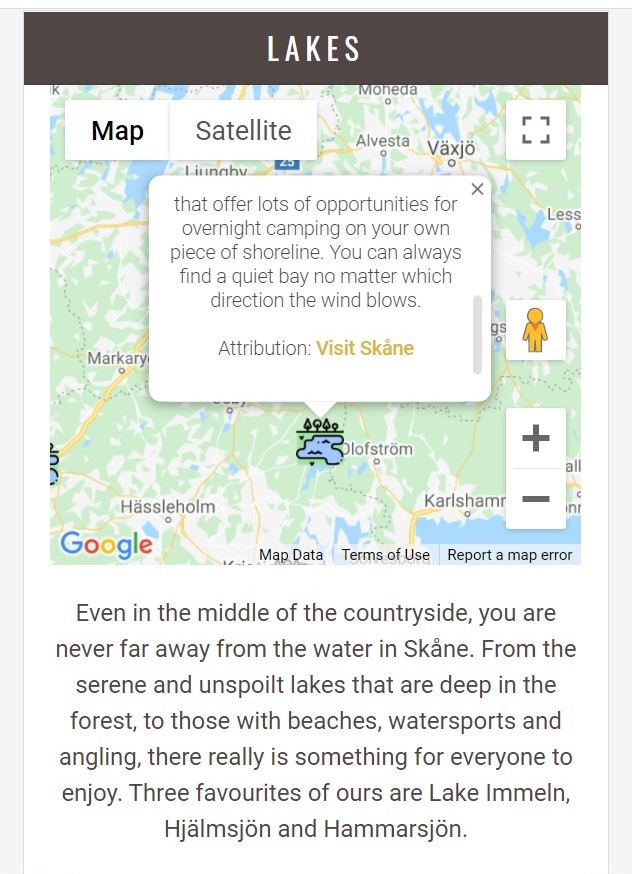 LAKES
Moheda
Map
Satellite
Alvesta
Växjö
25
Ljungby
Less
that offer lots of opportunities for
overnight camping on your own
piece of shoreline. You can always
find a quiet bay no matter which
direction the wind blows.
Attribution: Visit Skåne
Markary
Olofström
Hässleholm
Karlshamn
Google
Map Data
Terms of Use
Report a map error
Sölvesborg
Even in the middle of the countryside, you are
never far away from the water in Skåne. From the
serene and unspoilt lakes that are deep in the
forest, to those with beaches, watersports and
angling, there really is something for everyone to
enjoy. Three favourites of ours are Lake Immeln,
Hjälmsjön and Hammarsjön.